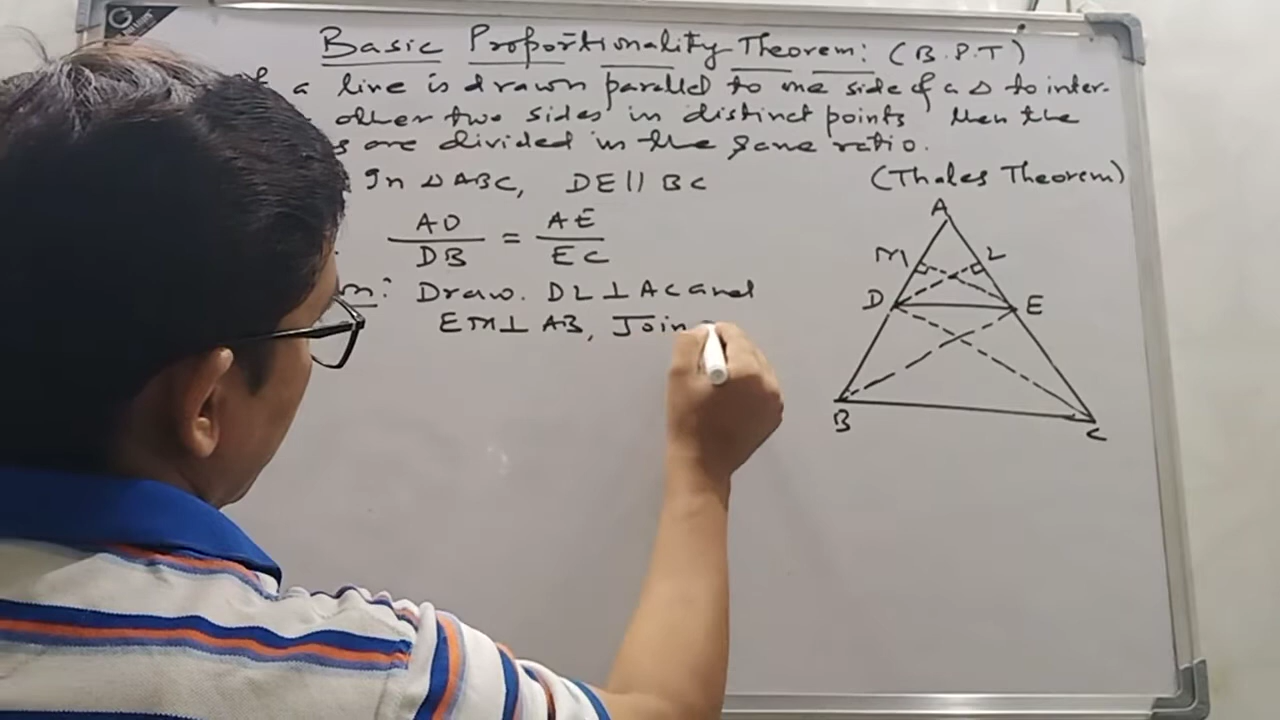 Basic Proportionality Theorem: (B.P.T)
a line is drawn parallel to one side of a Δ to inter-
other two sides in distinct points then the
are divided in the same ratio.
In ΔABC, DE || BC
(Thales Theorem)
AD/DB = AE/EC
Draw. DL ⊥ AC and
EM ⊥ AB, Join
A
M L
D E
B
C